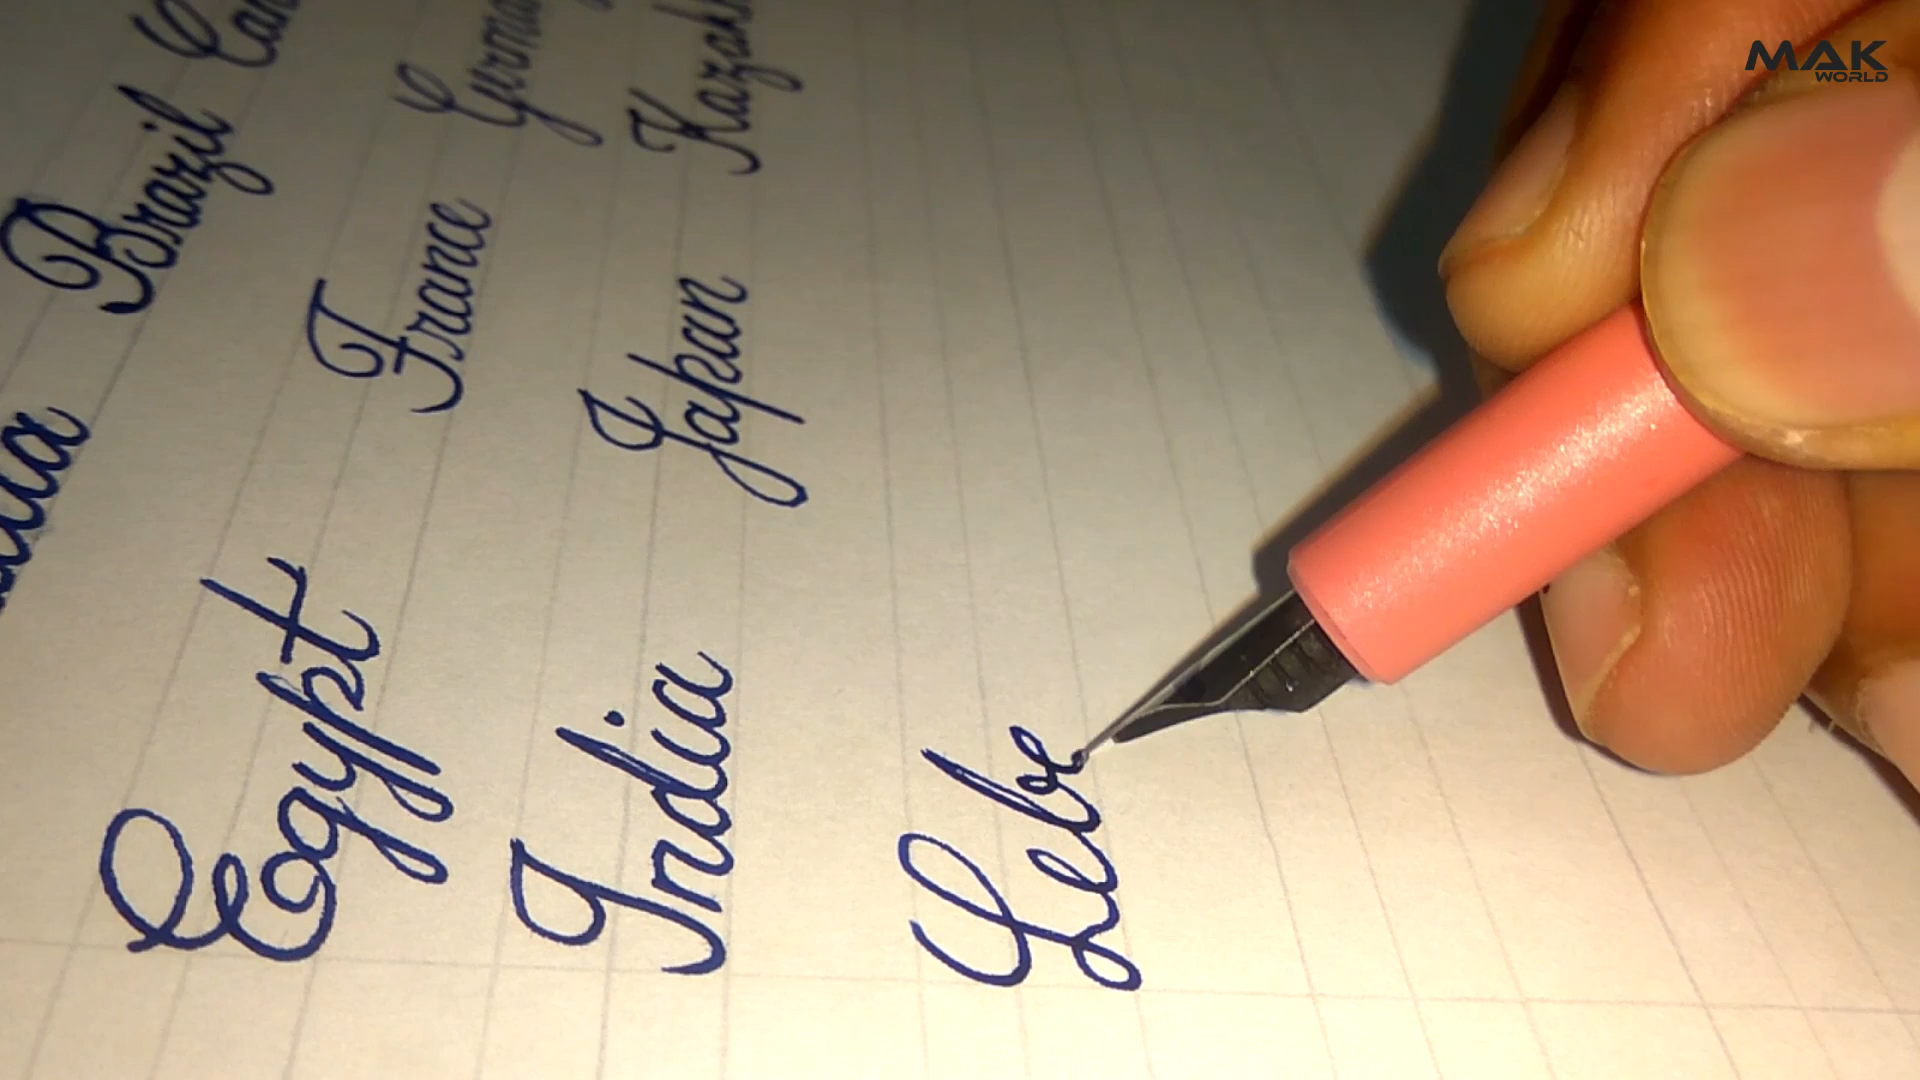 Brazil
Egypt France
India Japan
Lebe
MAK
WORLD